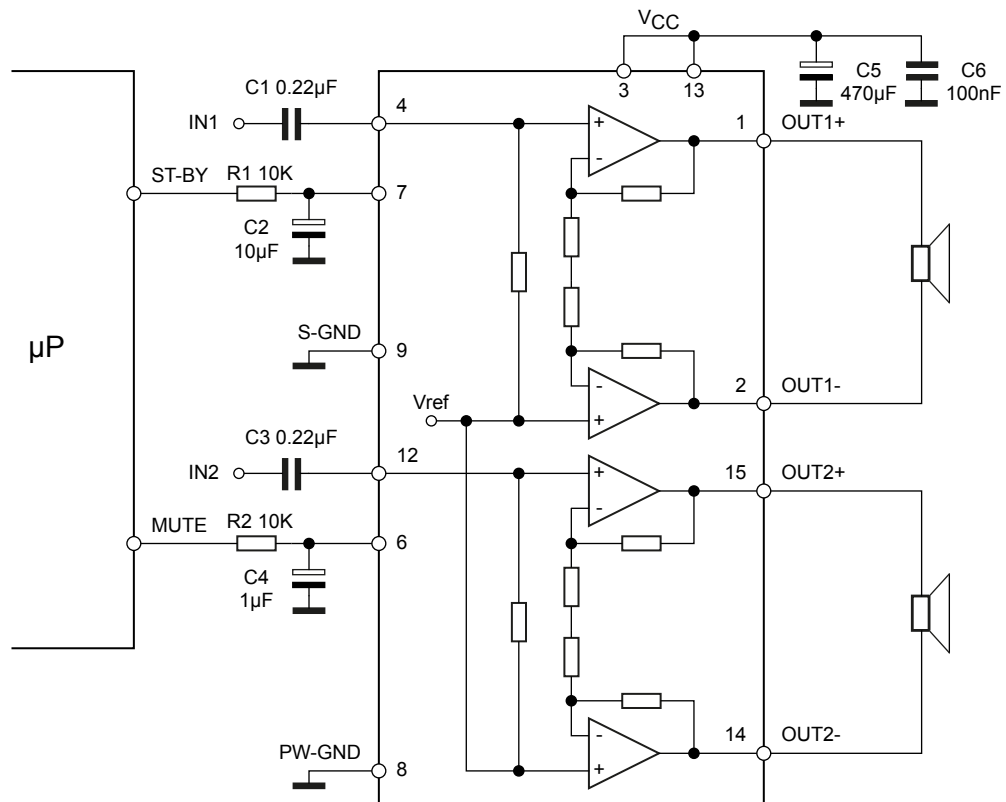 VCC
C1 0.22µF
4
3
13
C5
470µF
C6
100nF
IN1
+
-
1
OUT1+
ST-BY
R1 10K
7
C2
10µF
µP
S-GND
9
Vref
-
+
2
OUT1-
C3 0.22µF
12
IN2
+
-
15
OUT2+
MUTE
R2 10K
6
C4
1µF
PW-GND
8
-
+
14
OUT2-